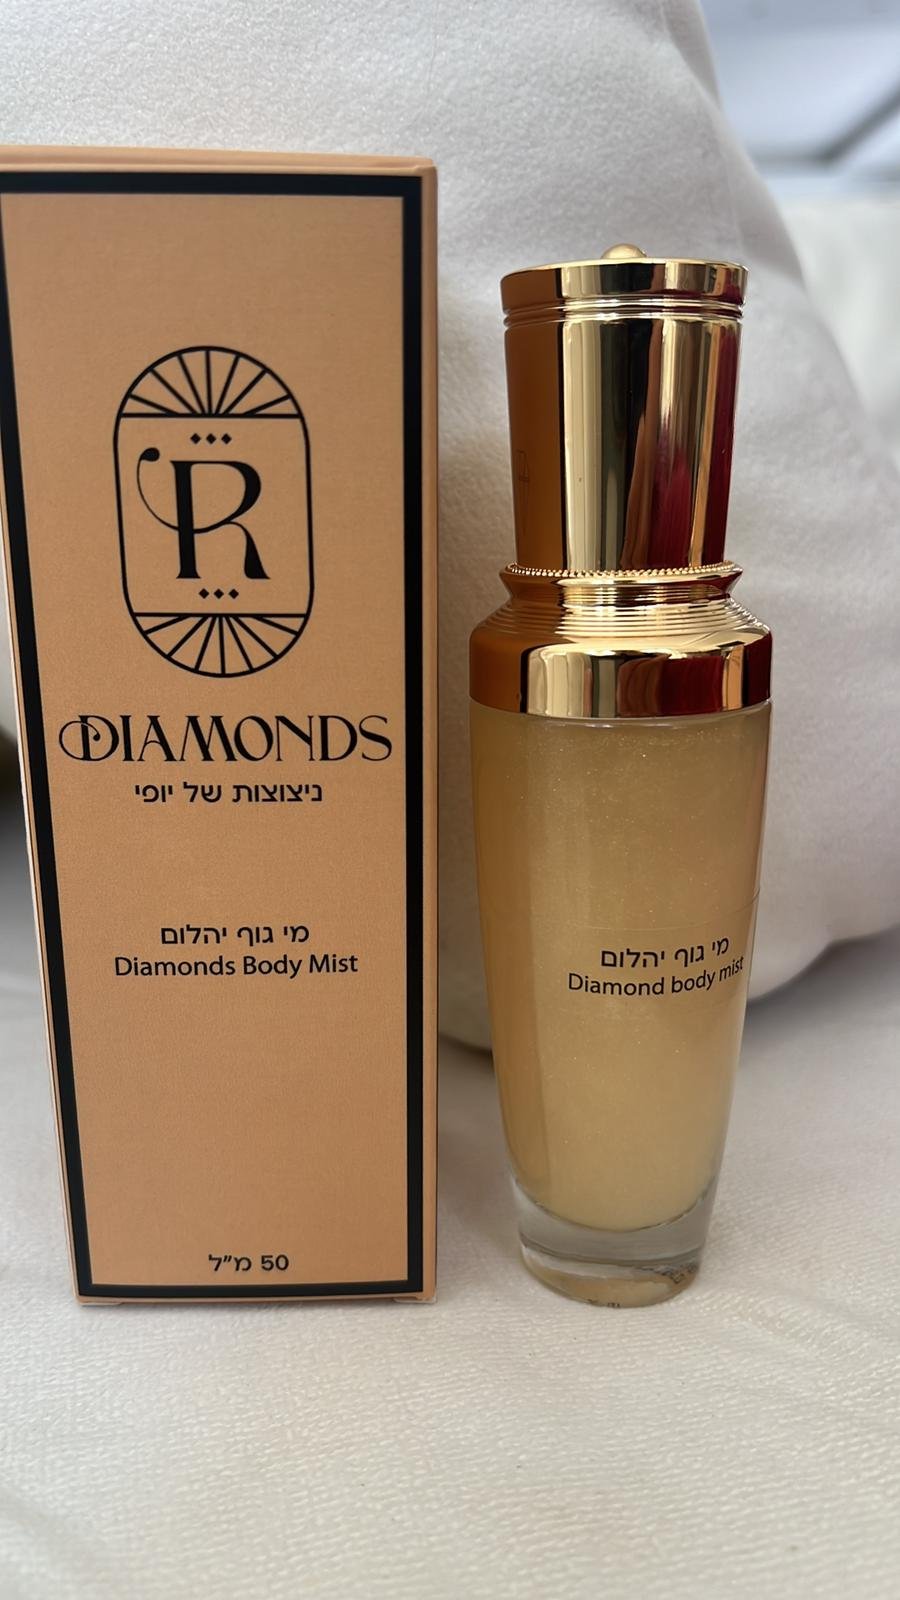 R
DIAMONDS
ניצוצות של יופי
מי גוף יהלום
Diamonds Body Mist
50 מ"ל
מי גוף יהלום
Diamond body mist